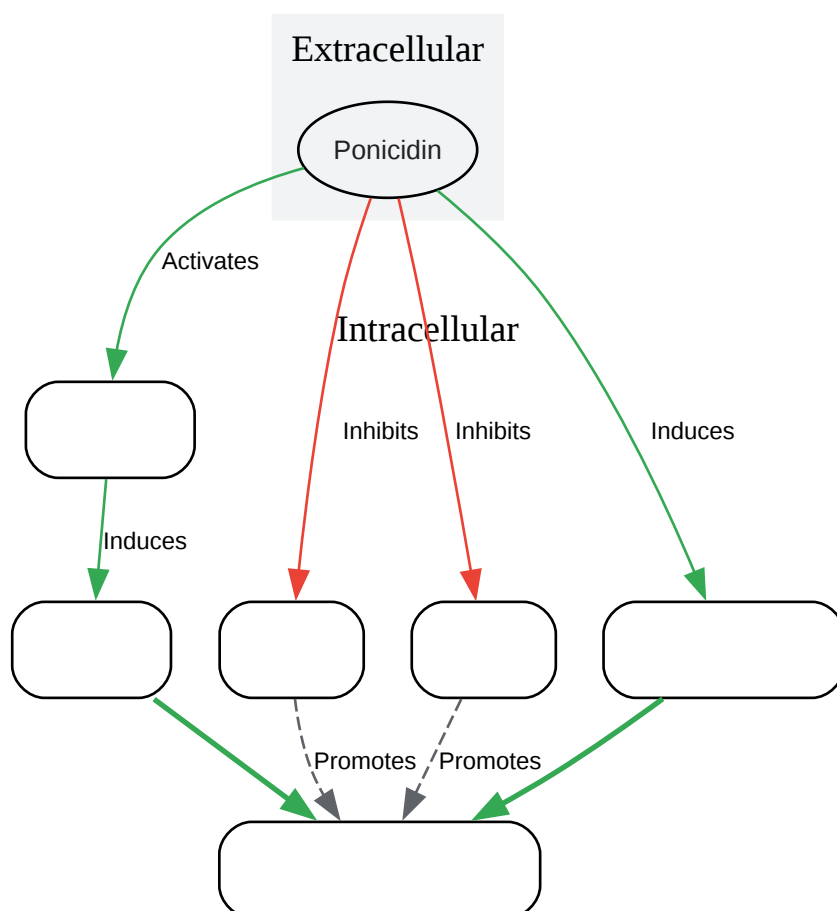 Extracellular
Ponicidin
Activates
Intracellular
Inhibits
Inhibits
Induces
Induces
Promotes
Promotes